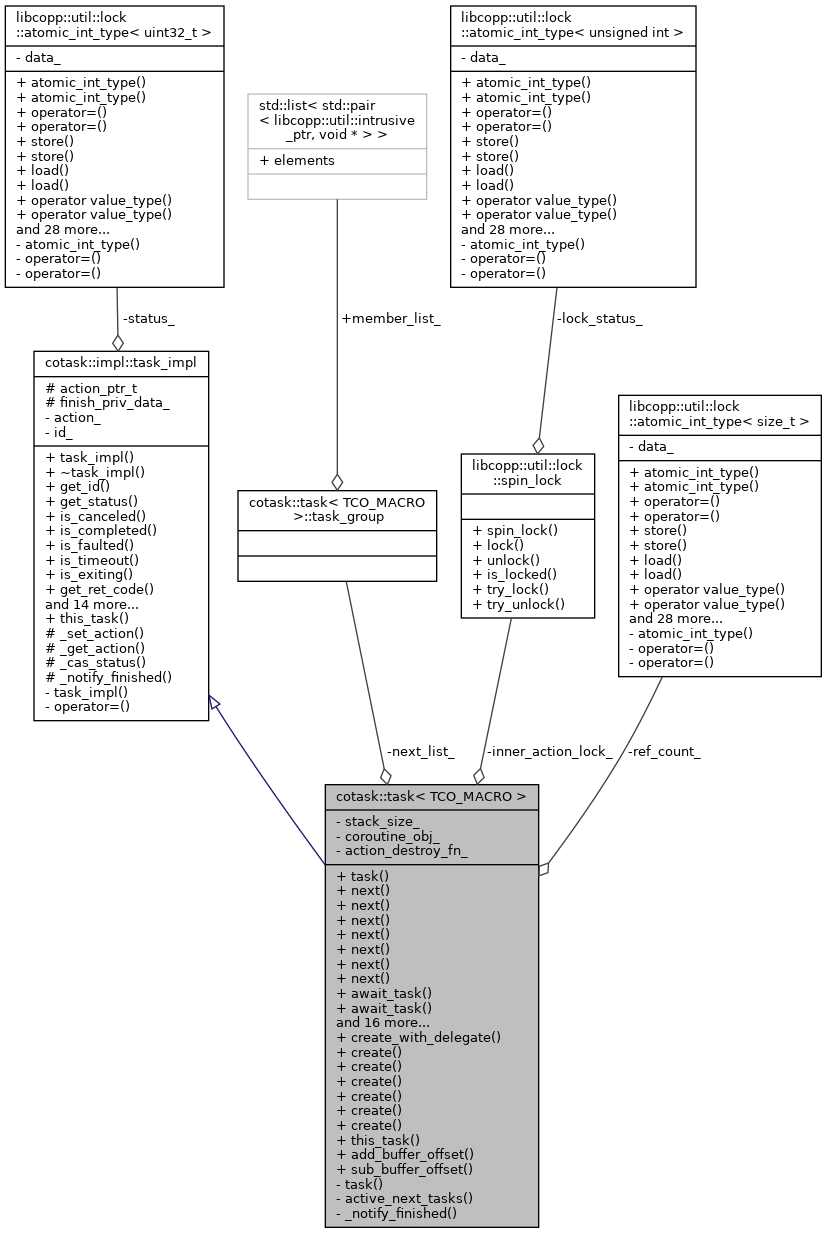 libcopp::util::lock
::atomic_int_type< uint32_t >
- data_
+ atomic_int_type()
+ atomic_int_type()
+ operator=()
+ operator=()
+ store()
+ store()
+ load()
+ load()
+ operator value_type()
+ operator value_type()
and 28 more...
- atomic_int_type()
- operator=()
- operator=()
std::list< std::pair
< libcopp::util::intrusive
_ptr, void * > >
+ elements
libcopp::util::lock
::atomic_int_type< unsigned int >
- data_
+ atomic_int_type()
+ atomic_int_type()
+ operator=()
+ operator=()
+ store()
+ store()
+ load()
+ load()
+ operator value_type()
+ operator value_type()
and 28 more...
- atomic_int_type()
- operator=()
- operator=()
-status_
+member_list_
-lock_status_
cotask::impl::task_impl
# action_ptr_t
# finish_priv_data_
- action_
- id_
+ task_impl()
+ ~task_impl()
+ get_id()
+ get_status()
+ is_canceled()
+ is_completed()
+ is_faulted()
+ is_timeout()
+ is_exiting()
+ get_ret_code()
and 14 more...
+ this_task()
# _set_action()
# _get_action()
# _cas_status()
# _notify_finished()
- task_impl()
- operator=()
cotask::task< TCO_MACRO
>::task_group
libcopp::util::lock
::spin_lock
+ spin_lock()
+ lock()
+ unlock()
+ is_locked()
+ try_lock()
+ try_unlock()
libcopp::util::lock
::atomic_int_type< size_t >
- data_
+ atomic_int_type()
+ atomic_int_type()
+ operator=()
+ operator=()
+ store()
+ store()
+ load()
+ load()
+ operator value_type()
+ operator value_type()
and 28 more...
- atomic_int_type()
- operator=()
- operator=()
-next_list_
-inner_action_lock_
-ref_count_
cotask::task< TCO_MACRO >
- stack_size_
- coroutine_obj_
- action_destroy_fn_
+ task()
+ next()
+ next()
+ next()
+ next()
+ next()
+ next()
+ next()
+ await_task()
+ await_task()
and 16 more...
+ create_with_delegate()
+ create()
+ create()
+ create()
+ create()
+ create()
+ create()
+ this_task()
+ add_buffer_offset()
+ sub_buffer_offset()
- task()
- active_next_tasks()
- _notify_finished()